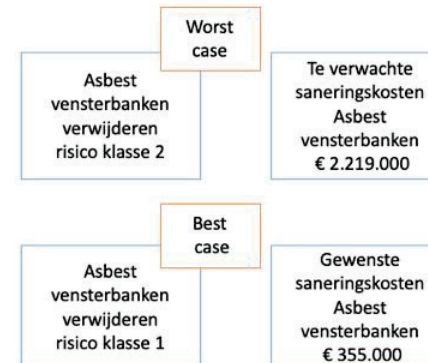 Worst
case
Asbest
vensterbanken
verwijderen
risico klasse 2
Te verwachte
saneringskosten
Asbest
vensterbanken
€ 2.219.000
Best
case
Asbest
vensterbanken
verwijderen
risico klasse 1
Gewenste
saneringskosten
Asbest
vensterbanken
€ 355.000